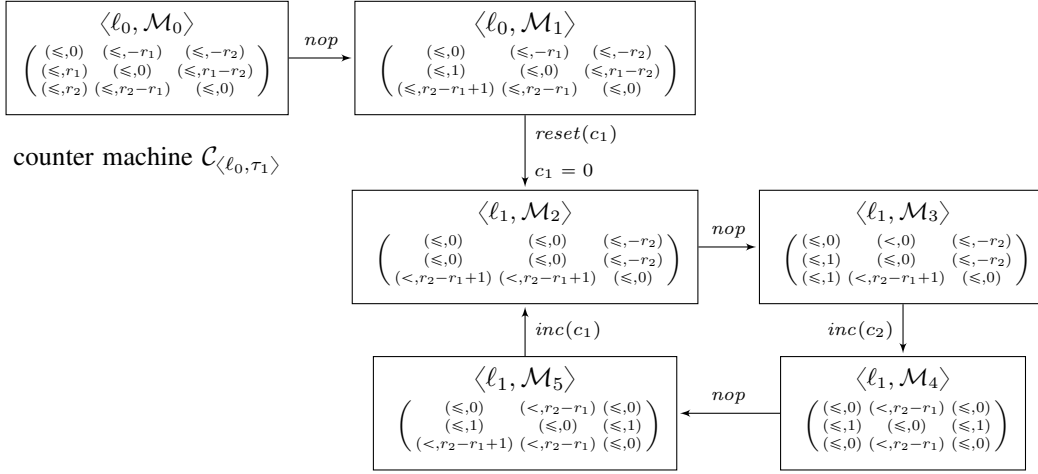 ⟨ℓ₀, M₀⟩
(⩽,0) (⩽,−r₁) (⩽,−r₂)
(⩽,r₁) (⩽,0) (⩽,r₁−r₂)
(⩽,r₂) (⩽,r₂−r₁) (⩽,0)
nop
⟨ℓ₀, M₁⟩
(⩽,0) (⩽,−r₁) (⩽,−r₂)
(⩽,1) (⩽,0) (⩽,r₁−r₂)
(⩽,r₂−r₁+1) (⩽,r₂−r₁) (⩽,0)
counter machine C⟨ℓ₀,τ₁⟩
reset(c₁)
c₁ = 0
⟨ℓ₁, M₂⟩
(⩽,0) (⩽,0) (⩽,−r₂)
(⩽,0) (⩽,0) (⩽,−r₂)
(<,r₂−r₁+1) (<,r₂−r₁+1) (⩽,0)
nop
⟨ℓ₁, M₃⟩
(⩽,0) (<,0) (⩽,−r₂)
(⩽,1) (⩽,0) (⩽,−r₂)
(⩽,1) (<,r₂−r₁+1) (⩽,0)
inc(c₁)
inc(c₂)
⟨ℓ₁, M₅⟩
(⩽,0) (<,r₂−r₁) (⩽,0)
(⩽,1) (⩽,0) (⩽,1)
(<,r₂−r₁+1) (<,r₂−r₁) (⩽,0)
nop
⟨ℓ₁, M₄⟩
(⩽,0) (<,r₂−r₁) (⩽,0)
(⩽,1) (⩽,0) (⩽,1)
(⩽,0) (<,r₂−r₁) (⩽,0)